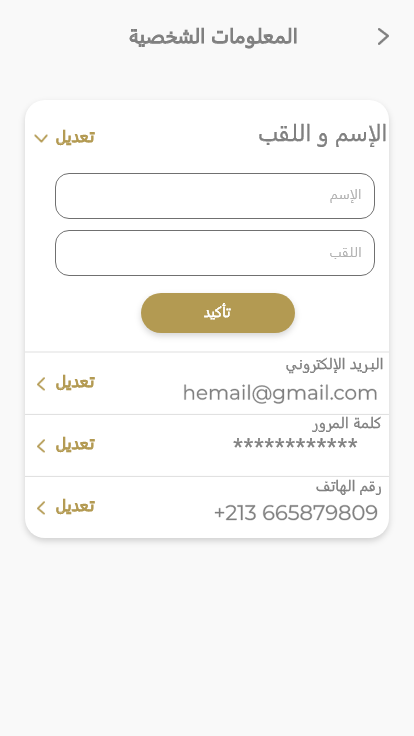 المعلومات الشخصية
الإسم و اللقب
تعديل
الإسم
اللقب
تأكيد
البريد الإلكتروني
تعديل
hemail@gmail.com
كلمة المرور
تعديل
************
رقم الهاتف
تعديل
+213 665879809